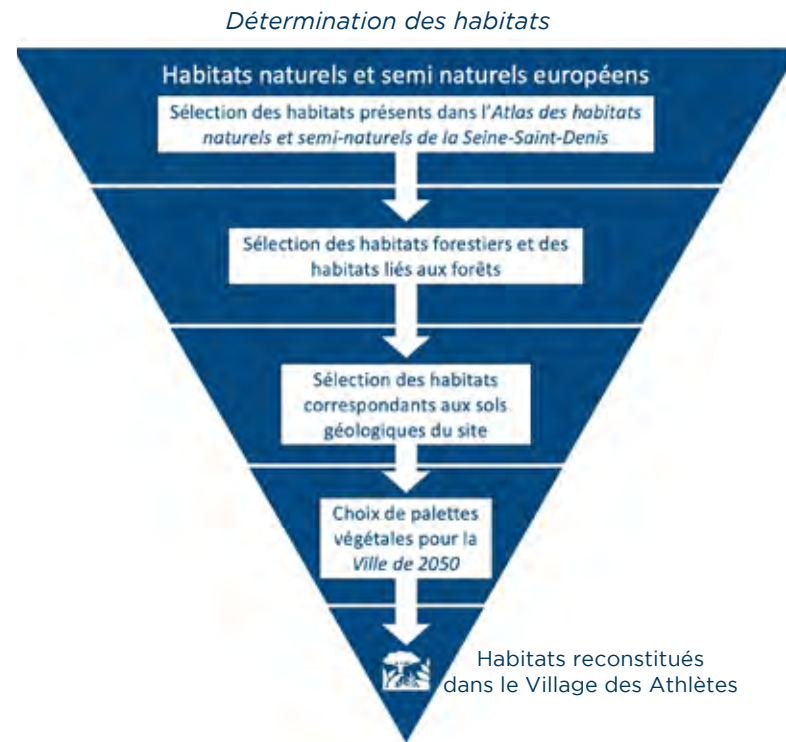 Détermination des habitats
Habitats naturels et semi naturels européens
Sélection des habitats présents dans l'Atlas des habitats
naturels et semi-naturels de la Seine-Saint-Denis
Sélection des habitats forestiers et des
habitats liés aux forêts
Sélection des habitats
correspondants aux sols
géologiques du site
Choix de palettes
végétales pour la
Ville de 2050
Habitats reconstitués
dans le Village des Athlètes